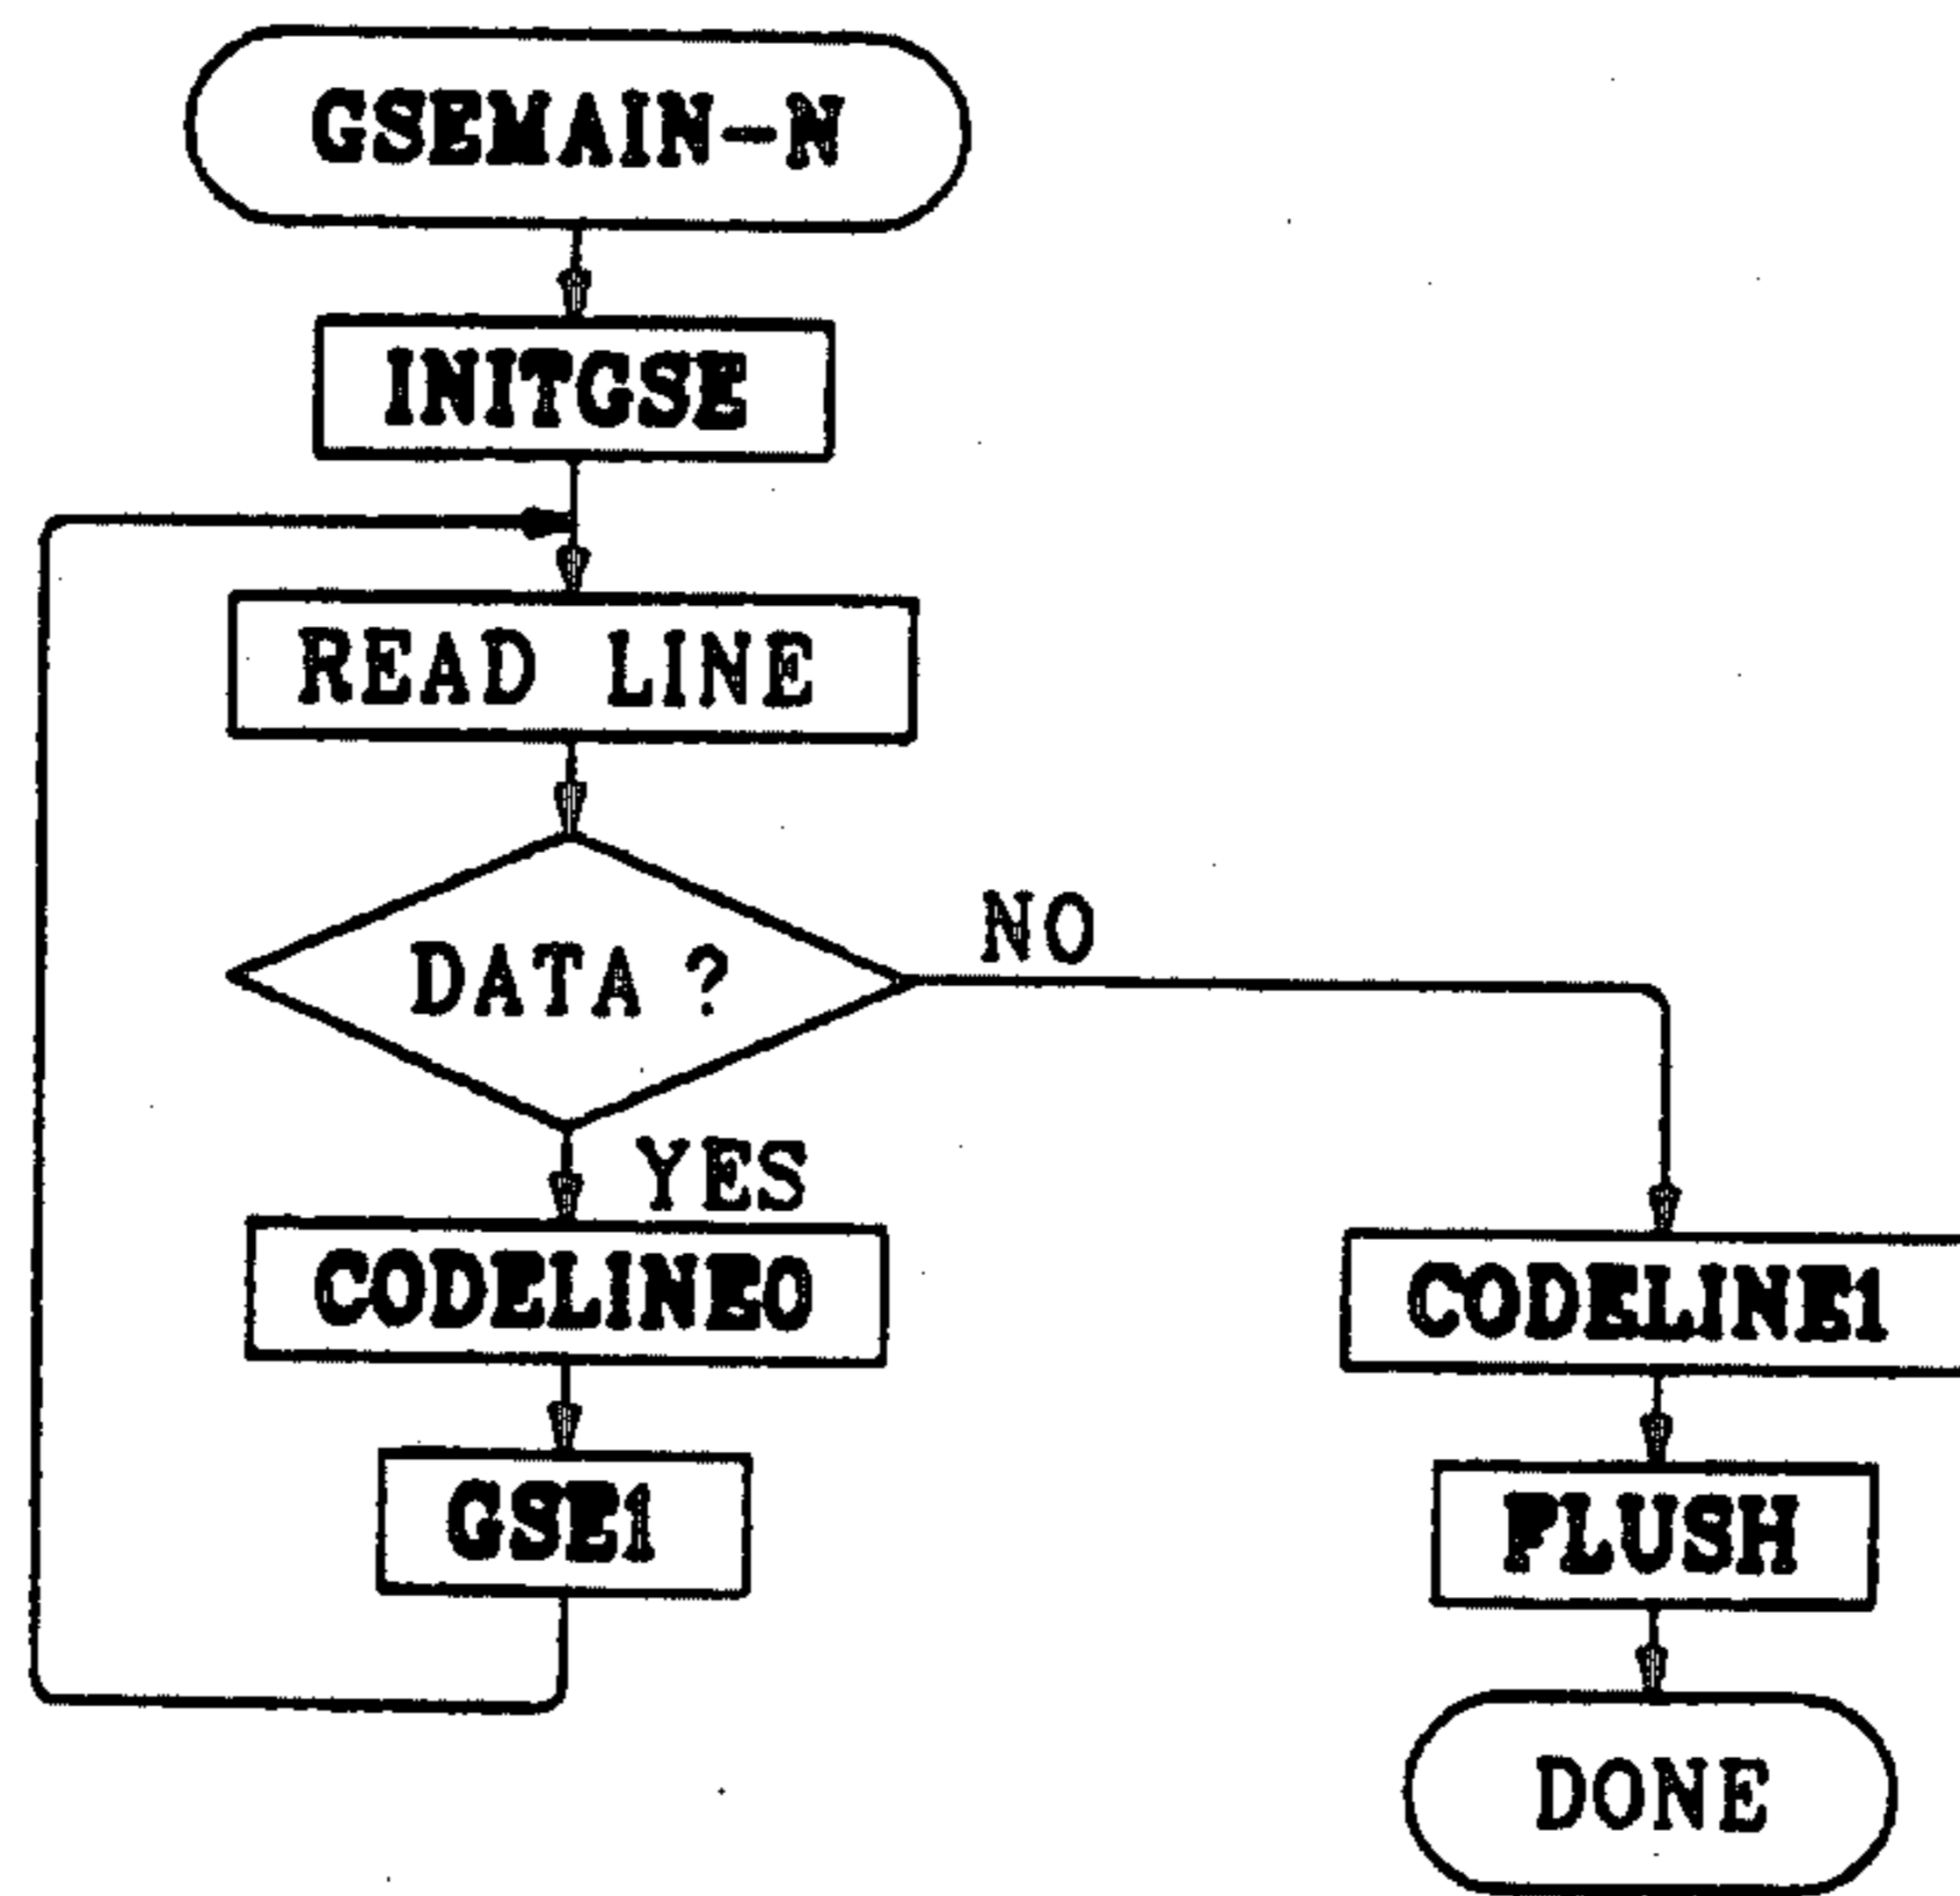 GSEMAIN-N
INITGSE
READ LINE
DATA ?
NO
YES
CODELINE0
CODELINE1
GSE1
FLUSH
DONE